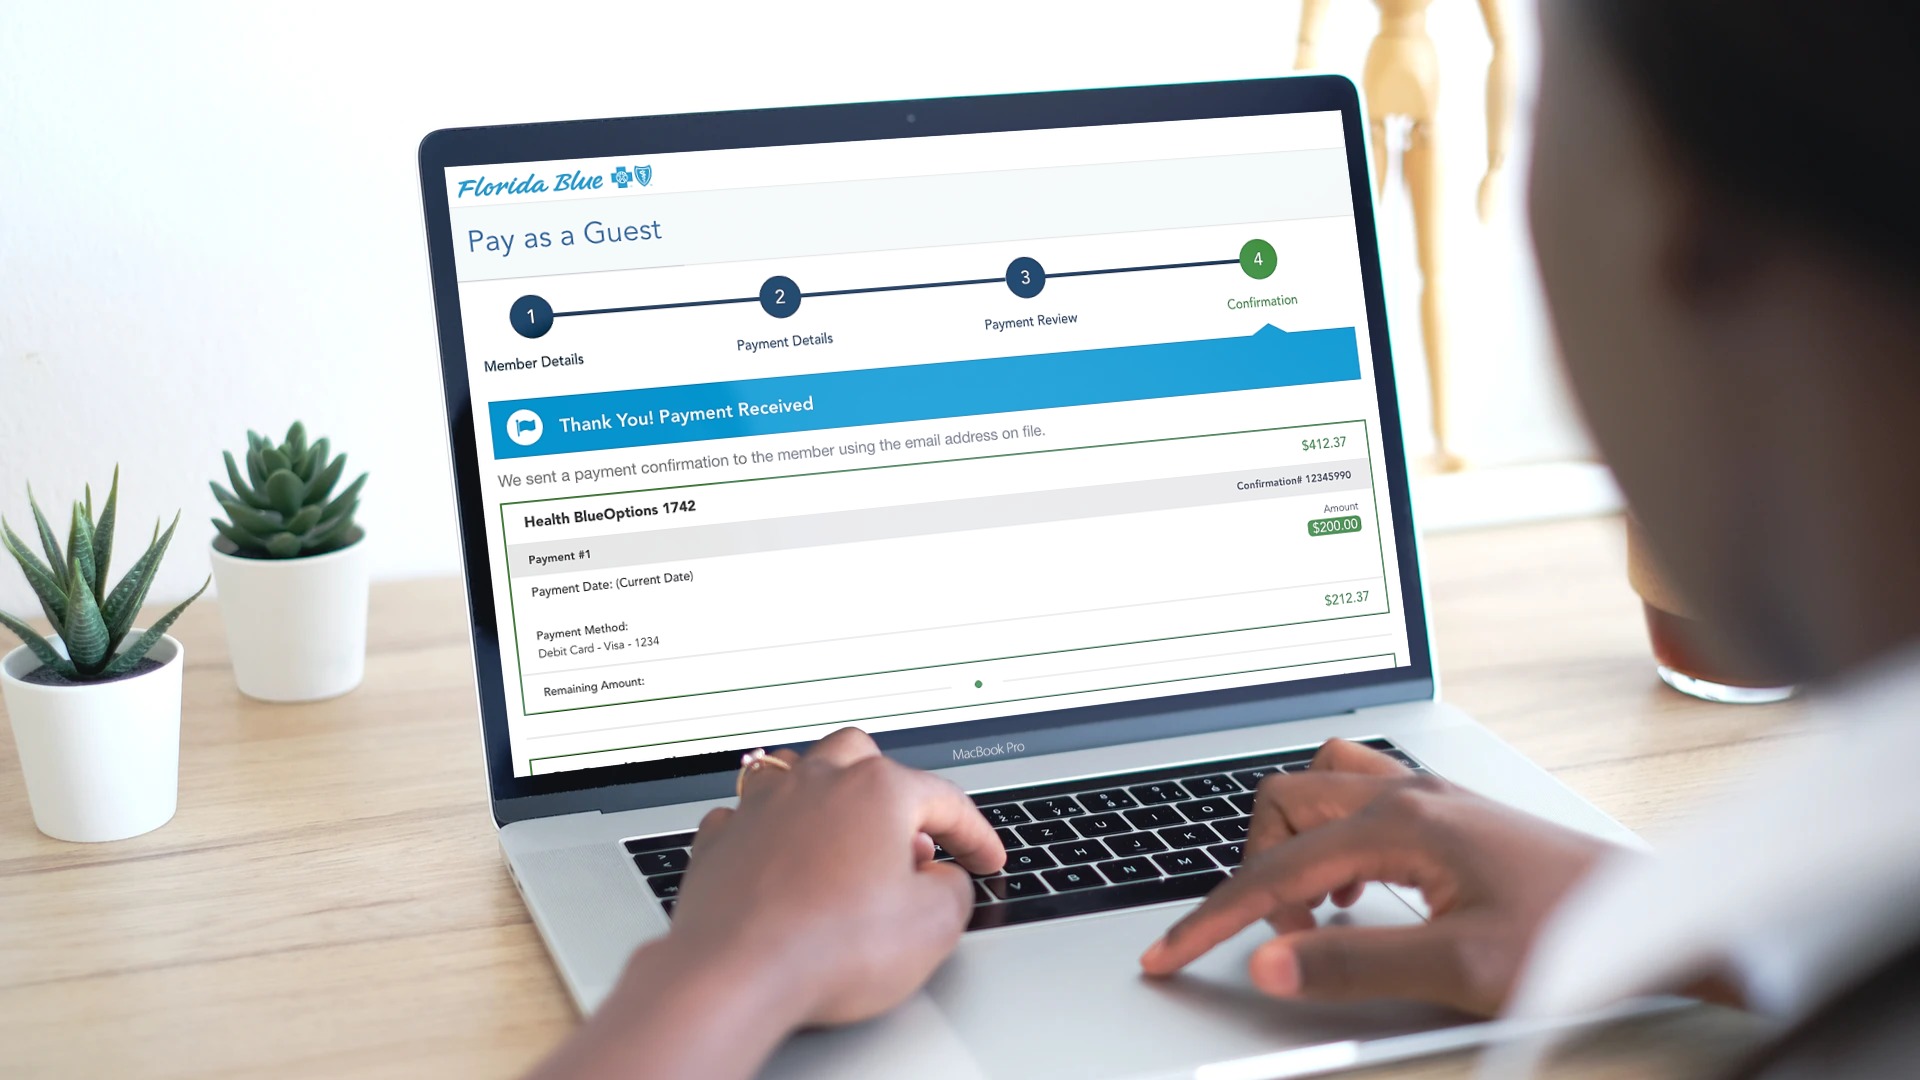 Florida Blue
Pay as a Guest
1
2
3
4
Member Details
Payment Details
Payment Review
Confirmation
Thank You! Payment Received
We sent a payment confirmation to the member using the email address on file.
Health BlueOptions 1742
$412.37
Payment #1
Confirmation# 12345990
Payment Date: (Current Date)
Amount
$200.00
Payment Method:
Debit Card - Visa - 1234
Remaining Amount:
$212.37
MacBook Pro
Z U I O
G H J K L
V B N M ?